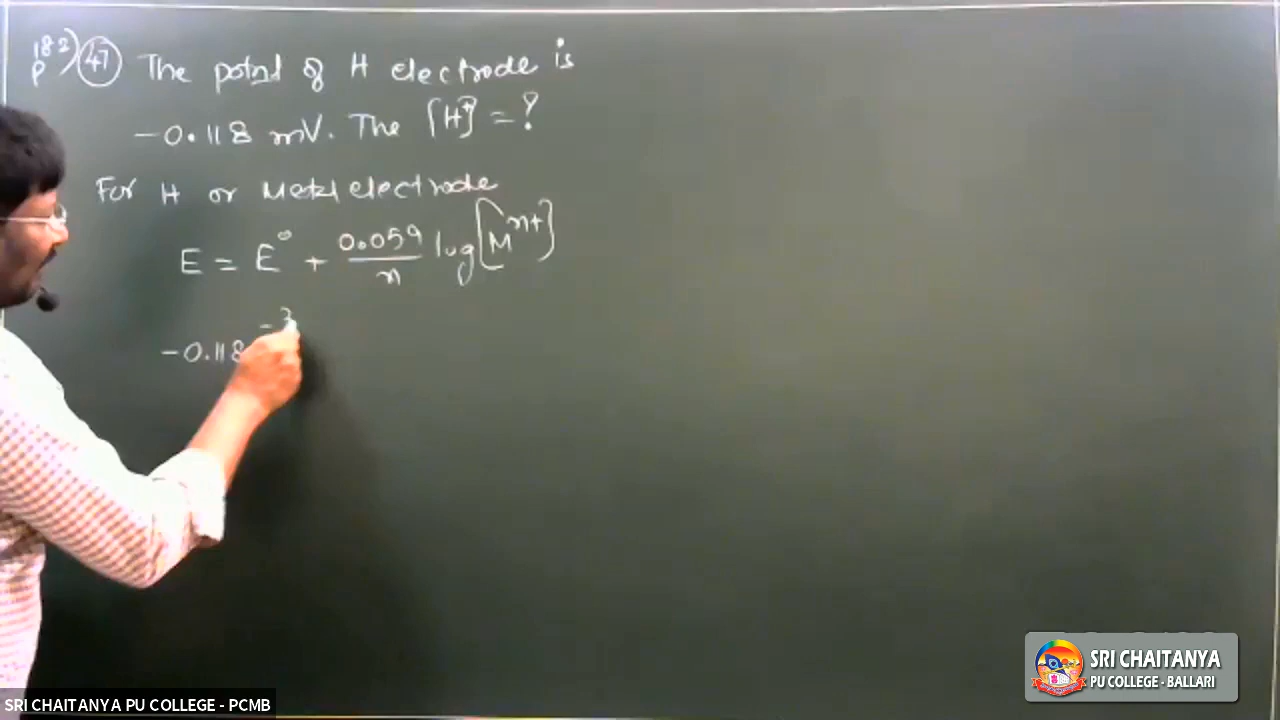 182) P 47 The potnl of H electrode is
-0.118 mV. The [H⁺] = ?
For H or Metal electrode
E = E° + 0.059/n log [Mⁿ⁺]
-0.118
SRI CHAITANYA
PU COLLEGE - BALLARI
SRI CHAITANYA PU COLLEGE - PCMB